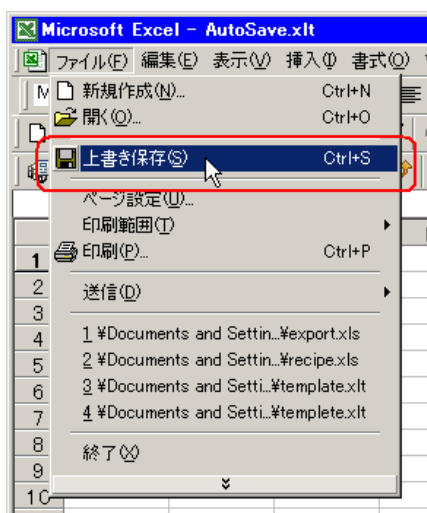 Microsoft Excel - AutoSave.xlt
ファイル(F) 編集(E) 表示(V) 挿入(I) 書式(O)
新規作成(N)... Ctrl+N
開く(O)... Ctrl+O
上書き保存(S) Ctrl+S
ページ設定(U)...
印刷範囲(T)
印刷(P)... Ctrl+P
送信(D)
1 ¥Documents and Settin...¥export.xls
2 ¥Documents and Settin...¥recipe.xls
3 ¥Documents and Setti...¥template.xlt
4 ¥Documents and Setti...¥templete.xlt
終了(X)
1
2
3
4
5
6
7
8
9
10